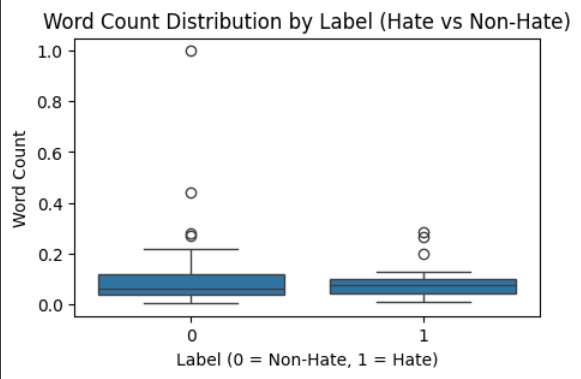 Word Count Distribution by Label (Hate vs Non-Hate)
1.0
0.8
0.6
0.4
0.2
0.0
Word Count
0
1
Label (0 = Non-Hate, 1 = Hate)